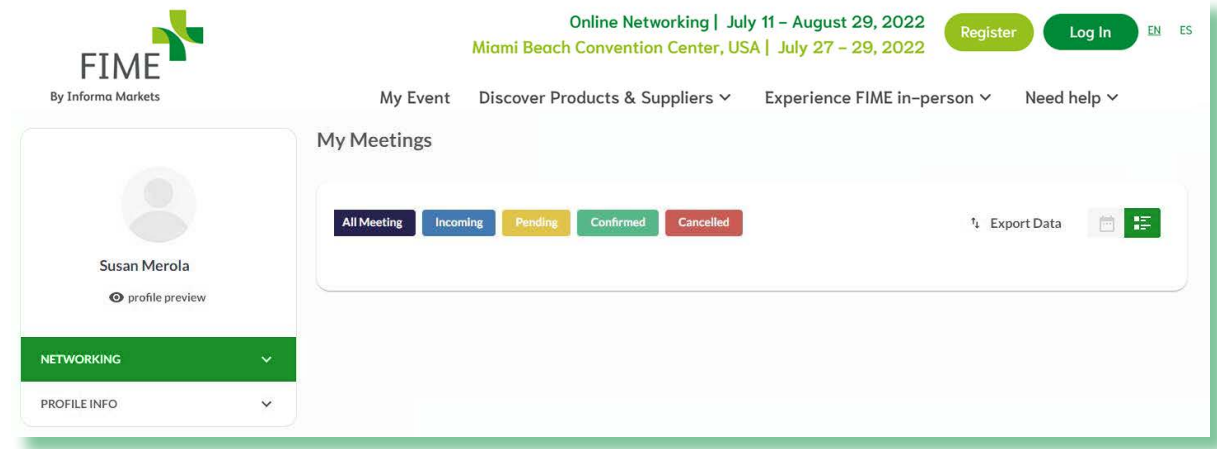 FIME
By Informa Markets
Online Networking | July 11 – August 29, 2022
Miami Beach Convention Center, USA | July 27 – 29, 2022
Register
Log In
EN
ES
My Event
Discover Products & Suppliers
Experience FIME in-person
Need help
Susan Merola
profile preview
NETWORKING
PROFILE INFO
My Meetings
All Meeting
Incoming
Pending
Confirmed
Cancelled
Export Data